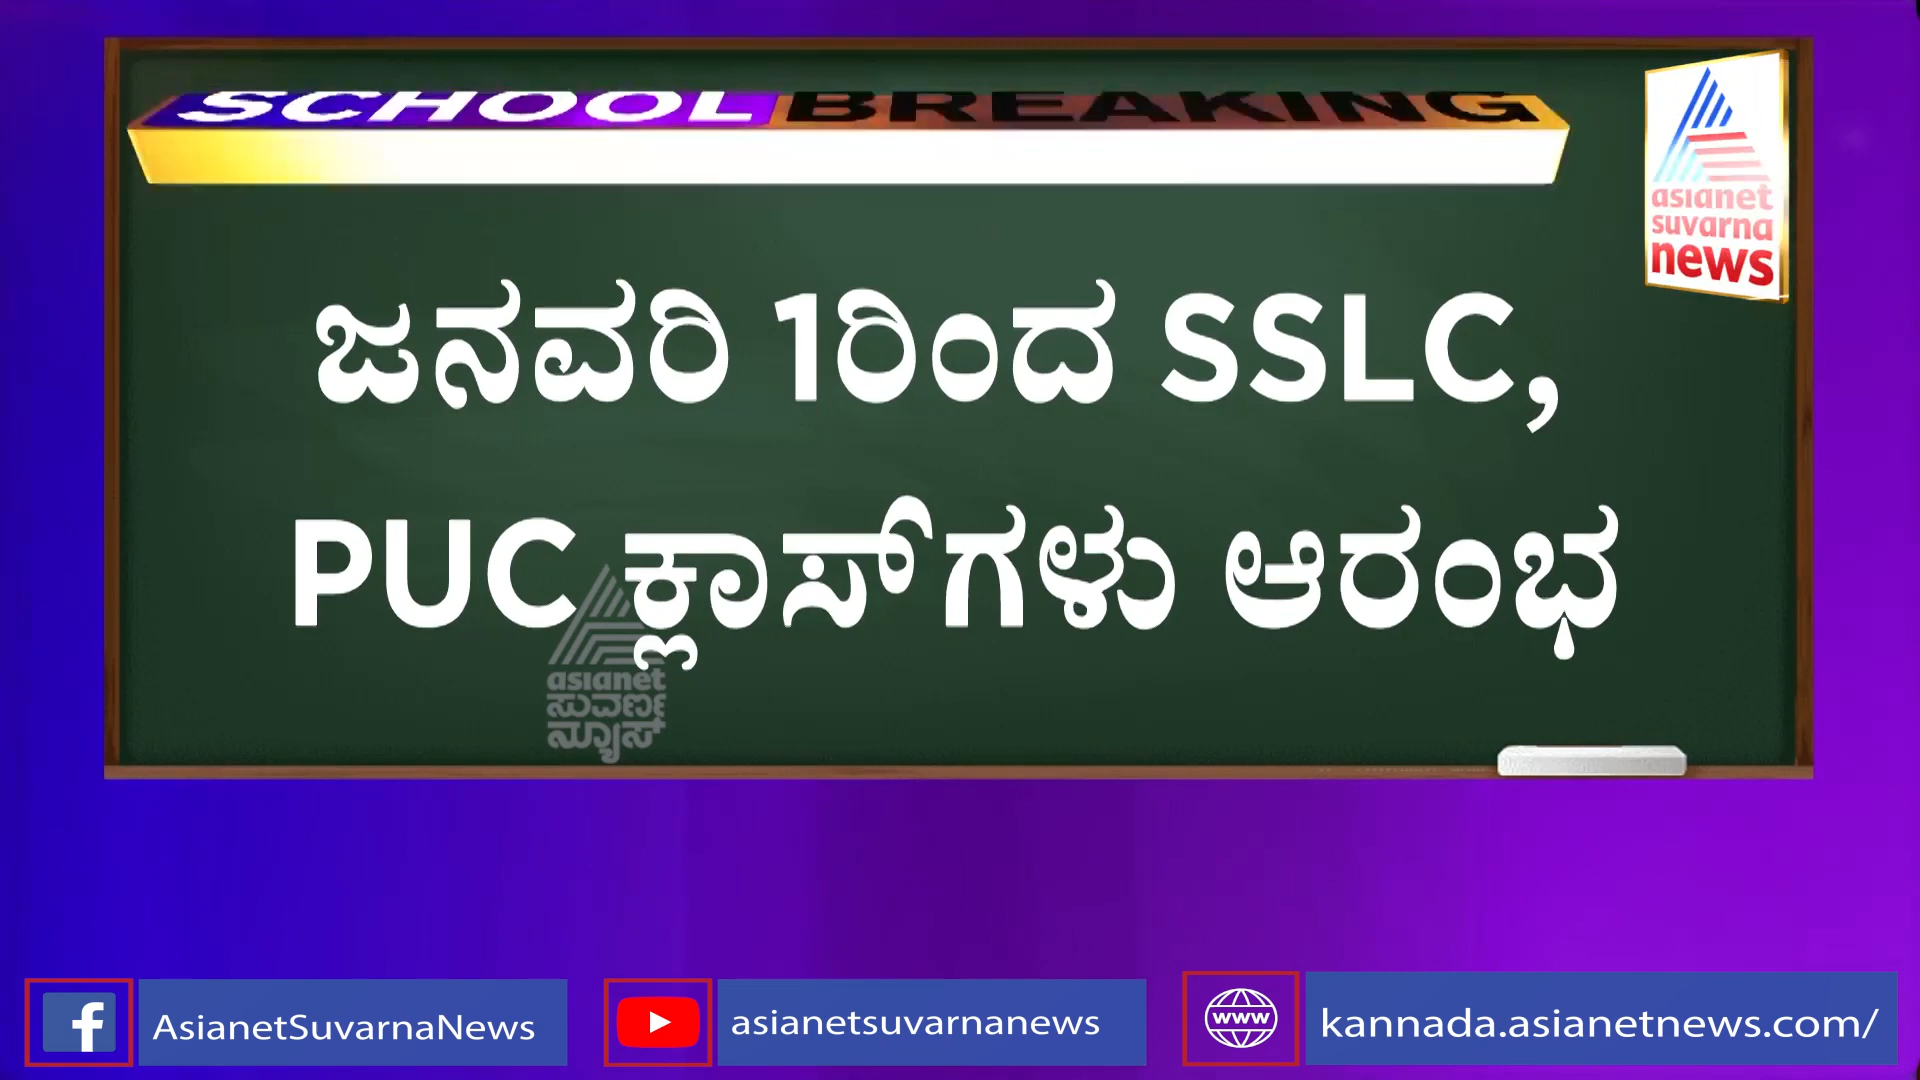 SCHOOL BREAKING
asianet
suvarna
news
ಜನವರಿ 1ರಿಂದ SSLC,
PUC ಕ್ಲಾಸ್‌ಗಳು ಆರಂಭ
asianet
ಸುವರ್ಣ
ನ್ಯೂಸ್
f AsianetSuvarnaNews
asianetsuvarnanews
www kannada.asianetnews.com/